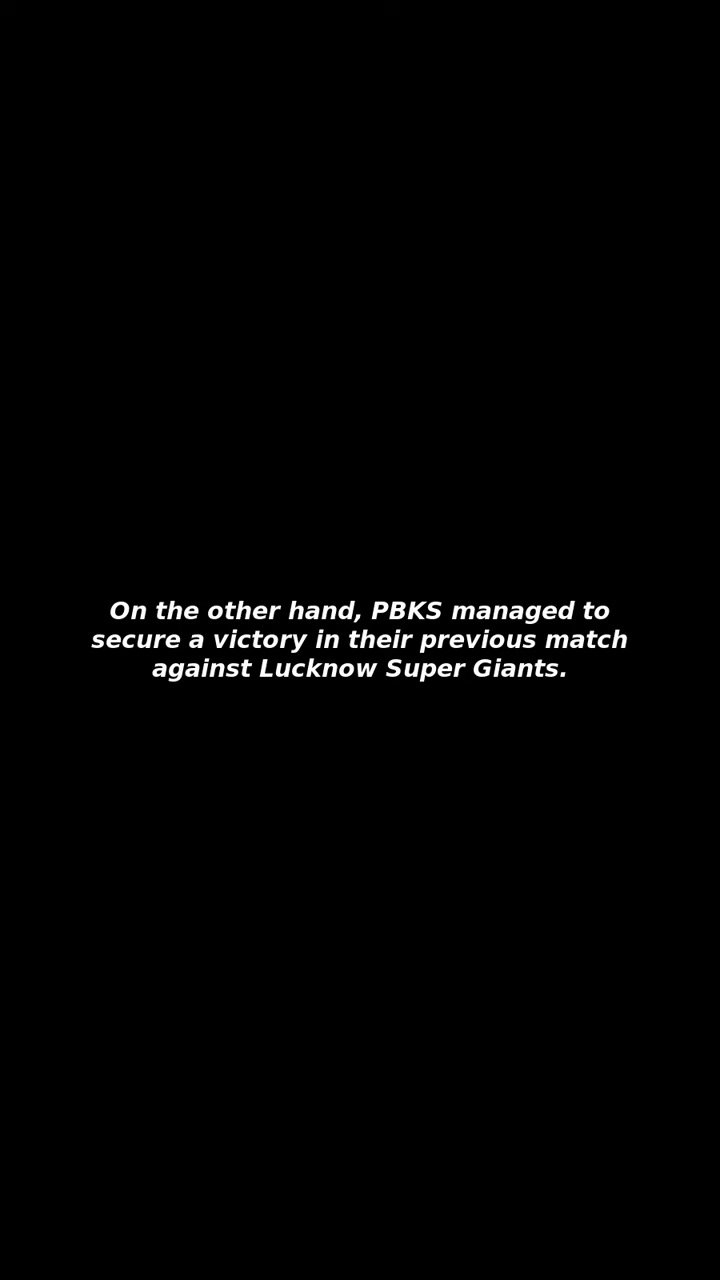 On the other hand, PBKS managed to
secure a victory in their previous match
against Lucknow Super Giants.